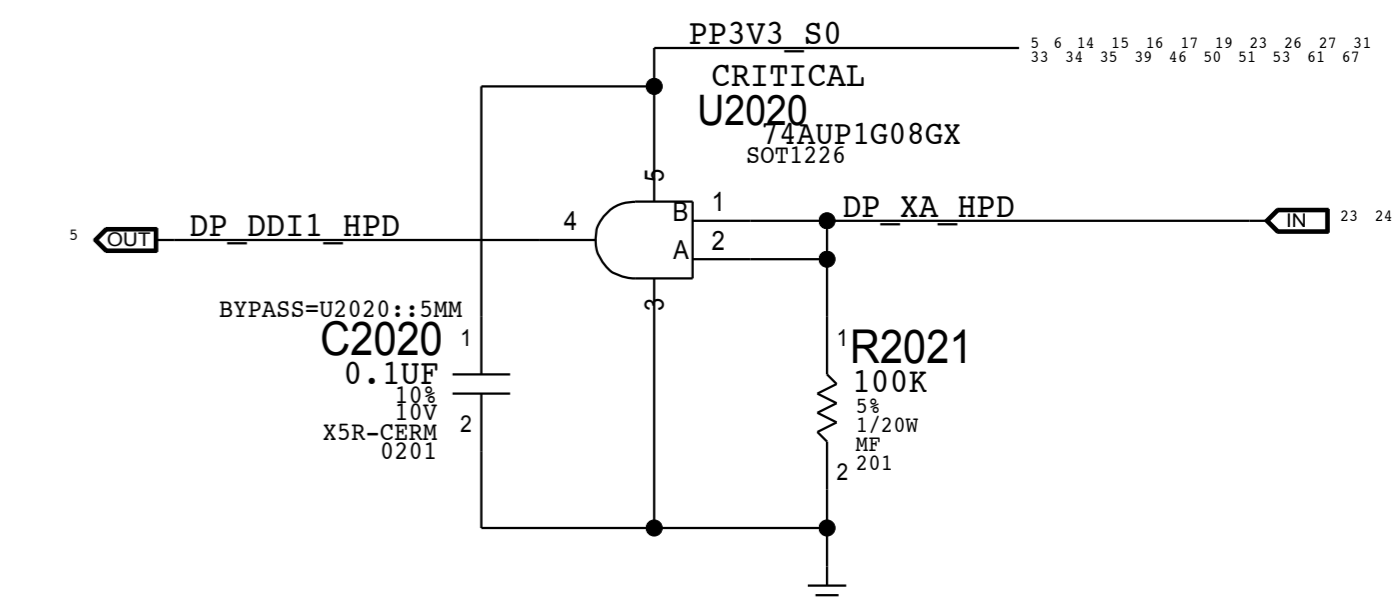 PP3V3_S0
5 6 14 15 16 17 19 23 26 27 31
33 34 35 39 46 50 51 53 61 67
CRITICAL
U2020
74AUP1G08GX
SOT1226
5
B 1
A 2
DP_XA_HPD
IN 23 24
5 OUT DP_DDI1_HPD
4
3
BYPASS=U2020::5MM
C2020
1
0.1UF
10%
10V
X5R-CERM
2
0201
1
R2021
100K
5%
1/20W
MF
201
2